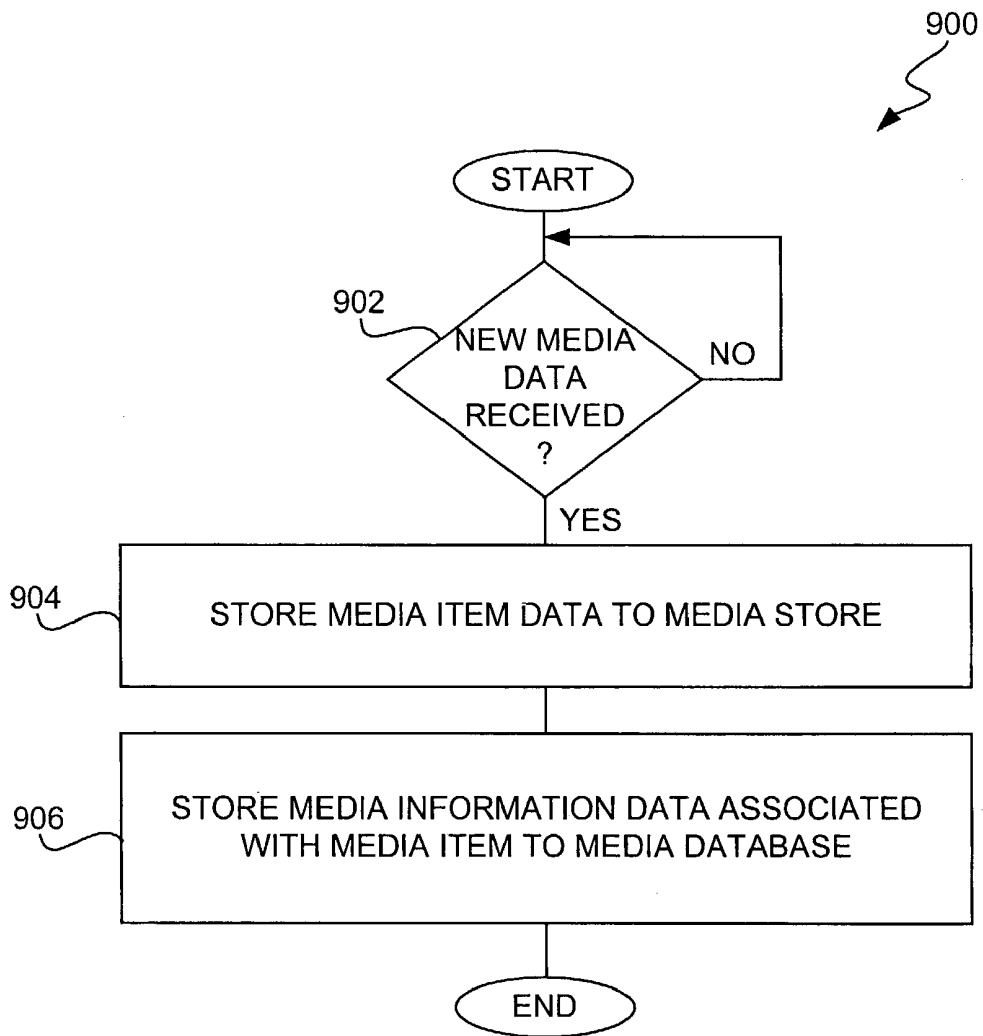 900
START
902
NEW MEDIA
DATA
RECEIVED
?
NO
YES
904
STORE MEDIA ITEM DATA TO MEDIA STORE
906
STORE MEDIA INFORMATION DATA ASSOCIATED
WITH MEDIA ITEM TO MEDIA DATABASE
END